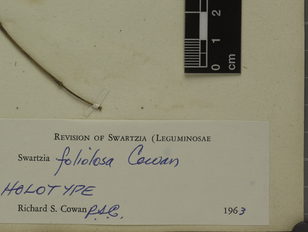 0 1 2
cm
REVISION OF SWARTZIA (LEGUMINOSAE
Swartzia foliolosa Cowan
HOLOTYPE
Richard S. Cowan R.S.C. 1963